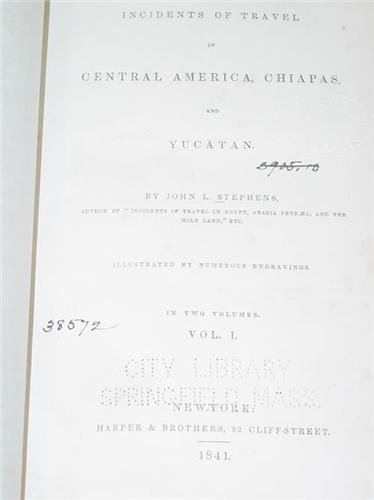 INCIDENTS OF TRAVEL
IN
CENTRAL AMERICA, CHIAPAS,
AND
YUCATAN.
3905.10
BY JOHN L. STEPHENS,
AUTHOR OF "INCIDENTS OF TRAVEL IN EGYPT, ARABIA PETRÆA, AND THE
HOLY LAND," ETC.
ILLUSTRATED BY NUMEROUS ENGRAVINGS.
IN TWO VOLUMES.
38572
VOL. I.
CITY LIBRARY
SPRINGFIELD MASS.
NEW-YORK:
HARPER & BROTHERS, 82 CLIFF-STREET.
1841.